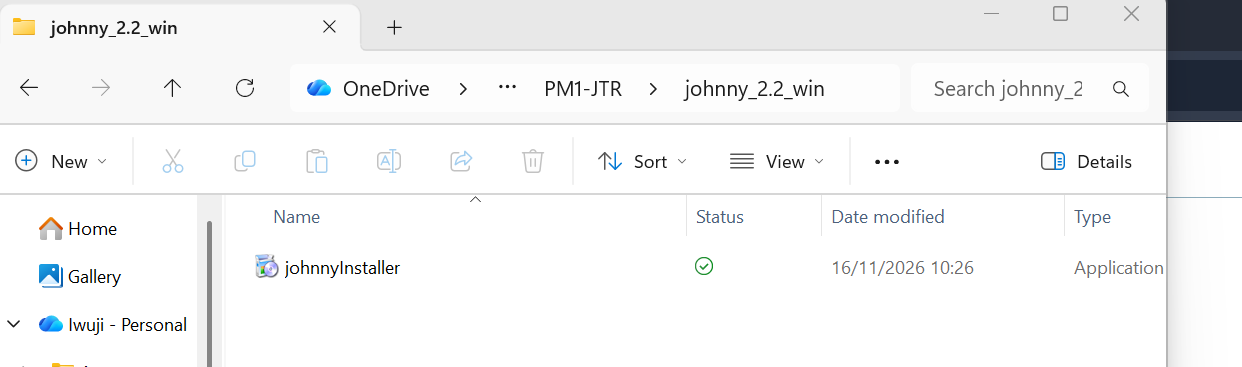 johnny_2.2_win
OneDrive ··· PM1-JTR johnny_2.2_win Search johnny_2
New Sort View ··· Details
Name Status Date modified Type
Home
johnnyInstaller 16/11/2026 10:26 Application
Gallery
Iwuji - Personal